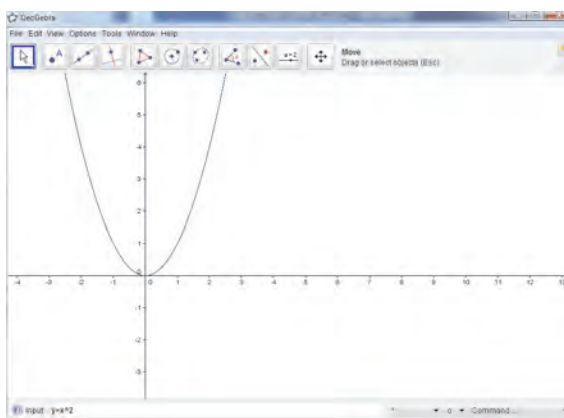 GeoGebra
File Edit View Options Tools Window Help
A
a=2
Move
Drag or select objects (Esc)
6
5
4
3
2
1
0
-4 -3 -2 -1 0 1 2 3 4 5 6 7 8 9 10 11 12 13
-1
-2
-3
Input: y=x^2
α
Command...